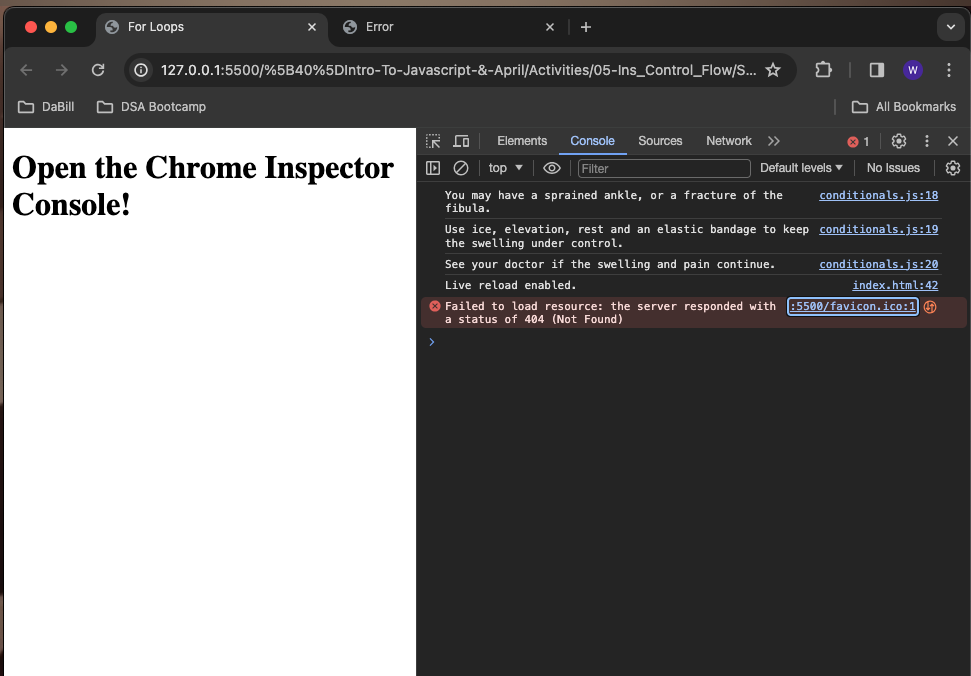 For Loops
Error
127.0.0.1:5500/%5B40%5DIntro-To-Javascript-&-April/Activities/05-Ins_Control_Flow/S...
W
DaBill
DSA Bootcamp
All Bookmarks
Open the Chrome Inspector
Console!
Elements
Console
Sources
Network
1
top
Filter
Default levels
No Issues
You may have a sprained ankle, or a fracture of the conditionals.js:18
fibula.
Use ice, elevation, rest and an elastic bandage to keep conditionals.js:19
the swelling under control.
See your doctor if the swelling and pain continue. conditionals.js:20
Live reload enabled. index.html:42
Failed to load resource: the server responded with :5500/favicon.ico:1
a status of 404 (Not Found)